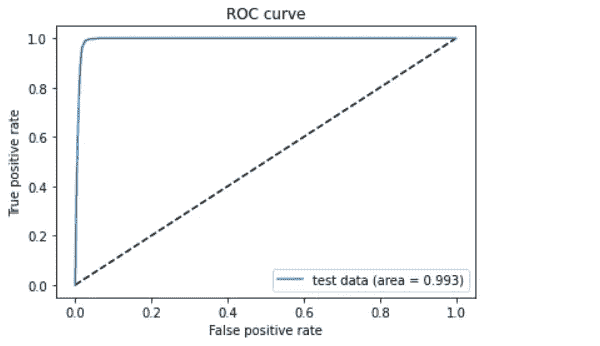 ROC curve
1.0
0.8
0.6
0.4
0.2
0.0
True positive rate
test data (area = 0.993)
0.0 0.2 0.4 0.6 0.8 1.0
False positive rate